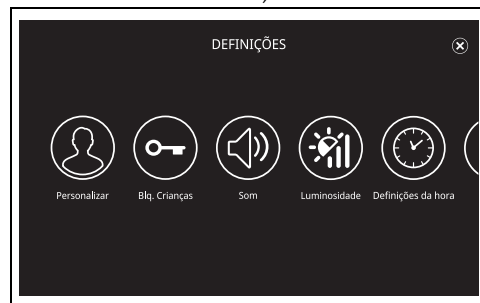 DEFINIÇÕES
Personalizar
Blq. Crianças
Som
Luminosidade
Definições da hora